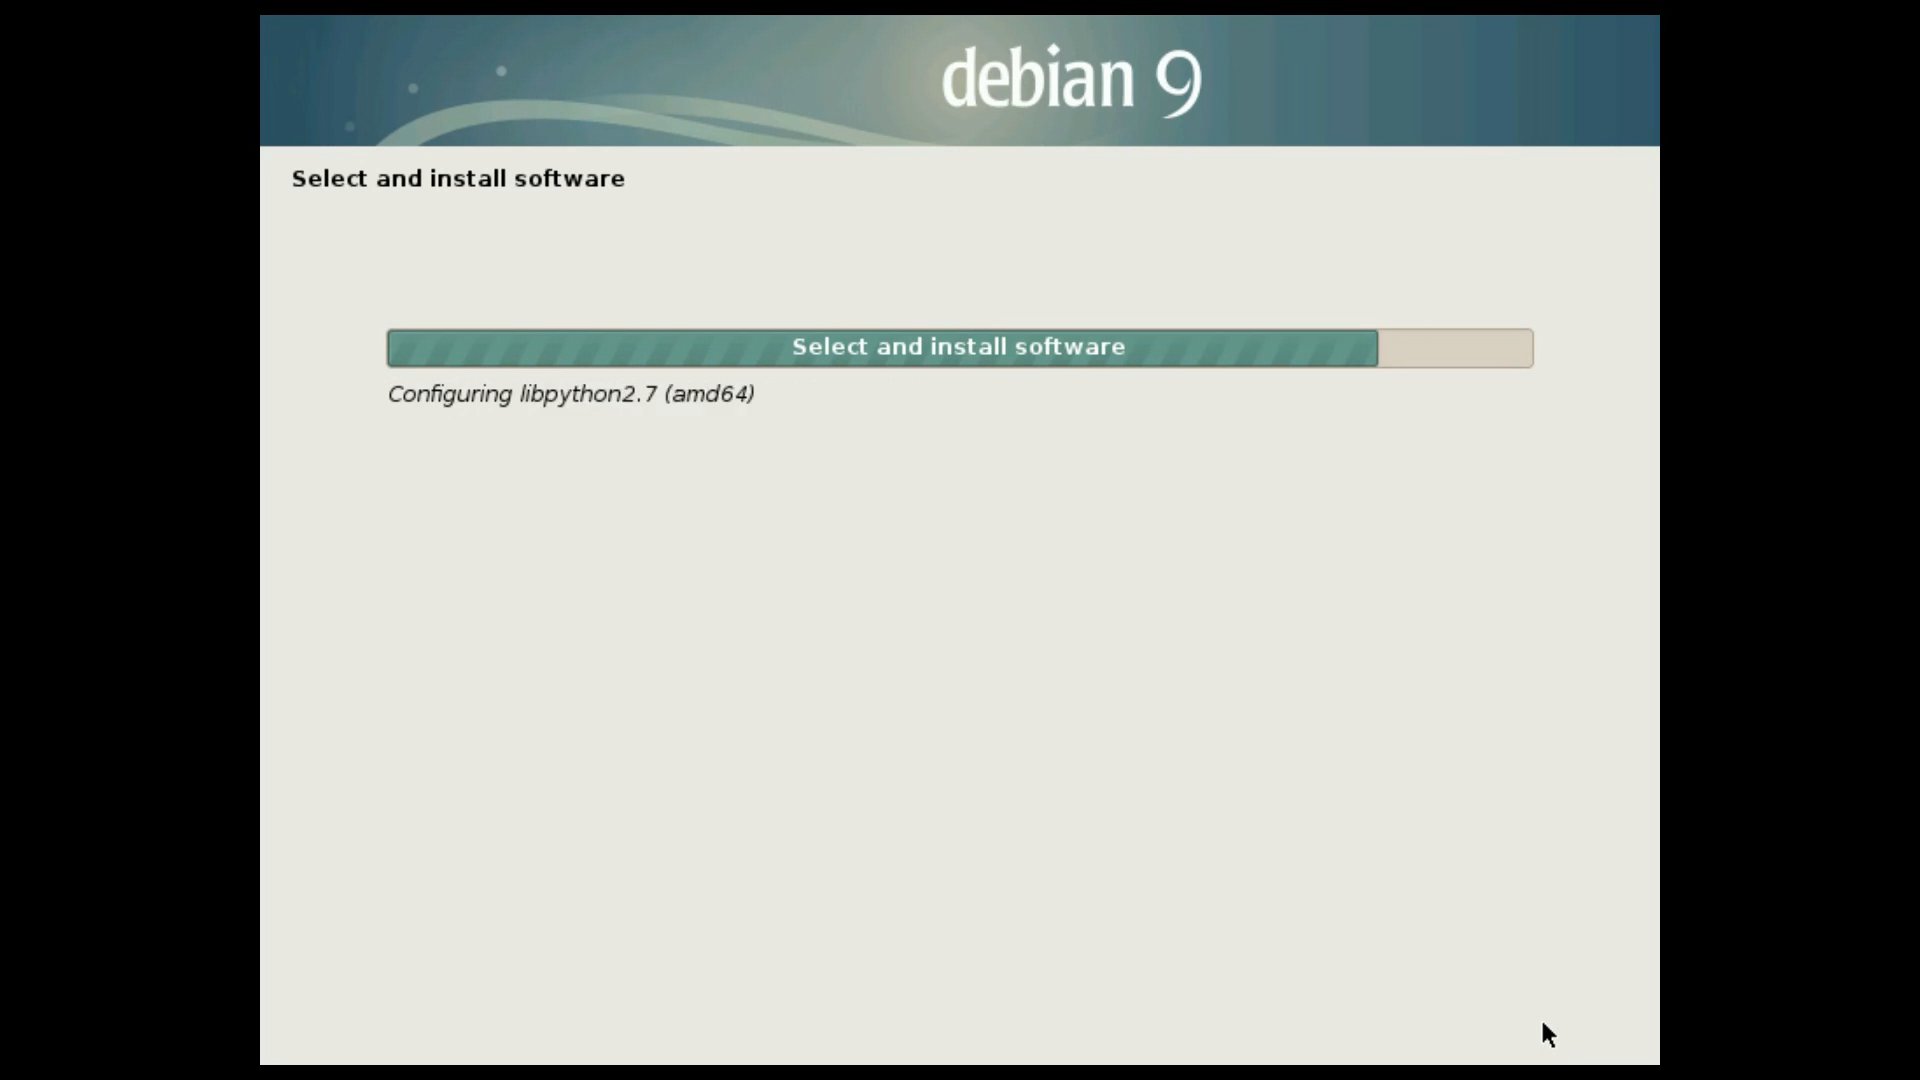 debian 9
Select and install software
Select and install software
Configuring libpython2.7 (amd64)